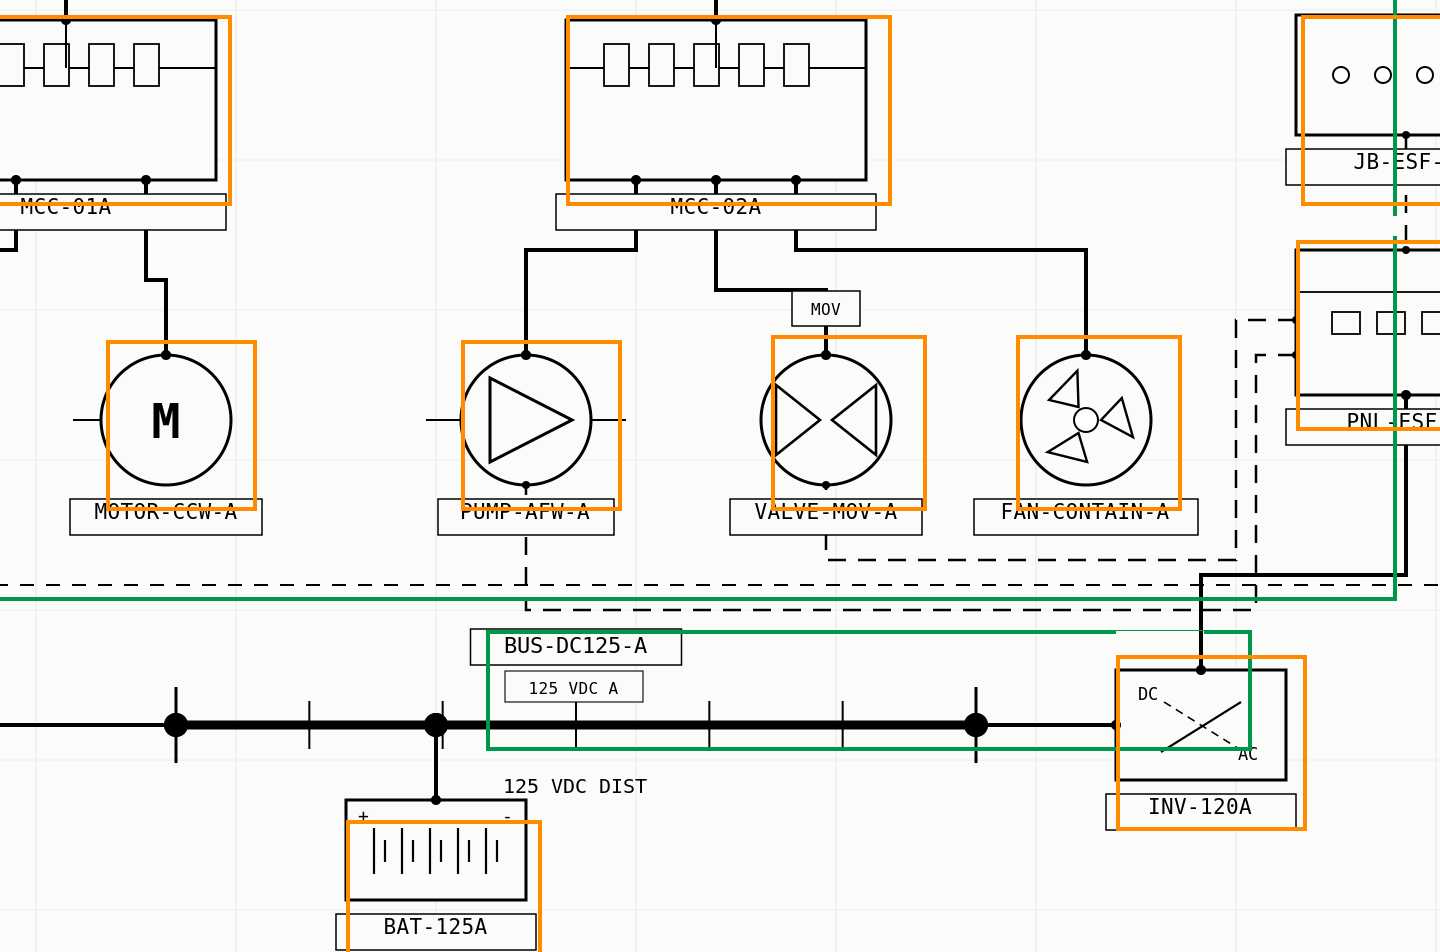 MCC-01A
MCC-02A
JB-ESF-
MOV
M
PNL-ESF
MOTOR-CCW-A
PUMP-AFW-A
VALVE-MOV-A
FAN-CONTAIN-A
BUS-DC125-A
125 VDC A
DC
AC
125 VDC DIST
INV-120A
+ -
BAT-125A